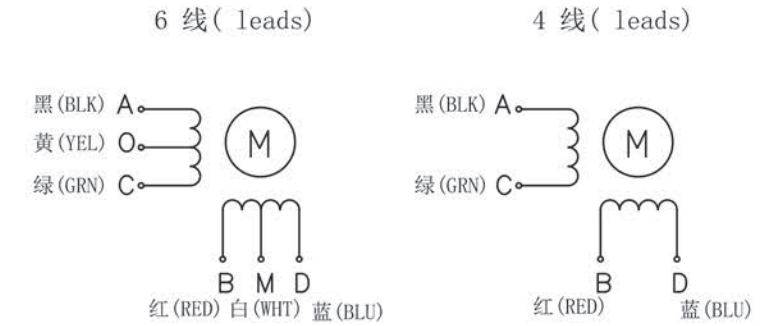 6 线( leads)
4 线( leads)
黑(BLK) A
黄(YEL) O
绿(GRN) C
M
B M D
红(RED) 白(WHT) 蓝(BLU)
黑(BLK) A
绿(GRN) C
M
B D
红(RED) 蓝(BLU)